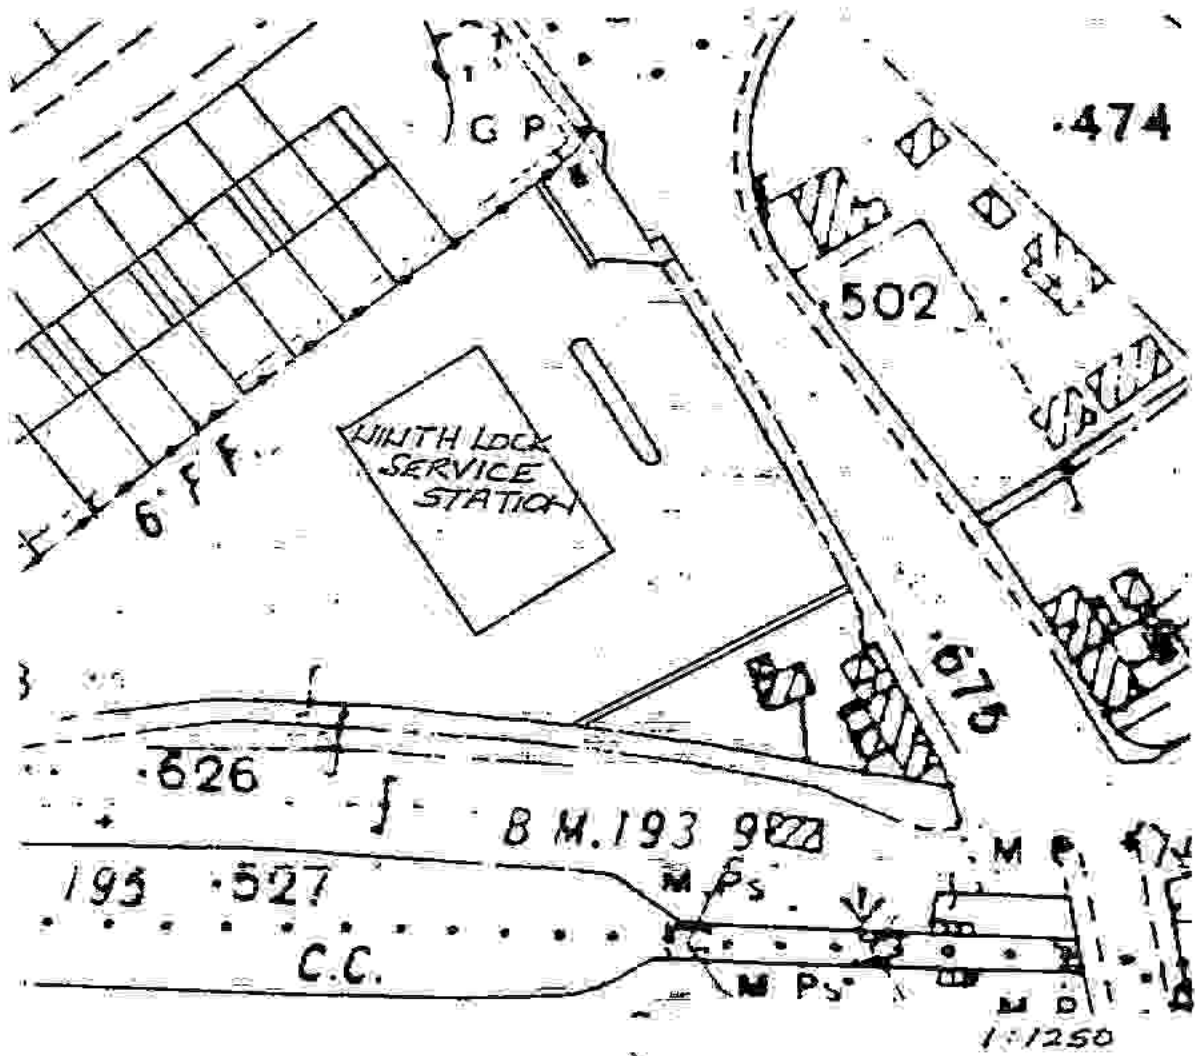 G P
.474
.502
NINTH LOCK
SERVICE
STATION
6' F F.
.675
.626
B M. 193 9
M Ps
M P
195 .527
C.C.
M Ps
M P
1:1250